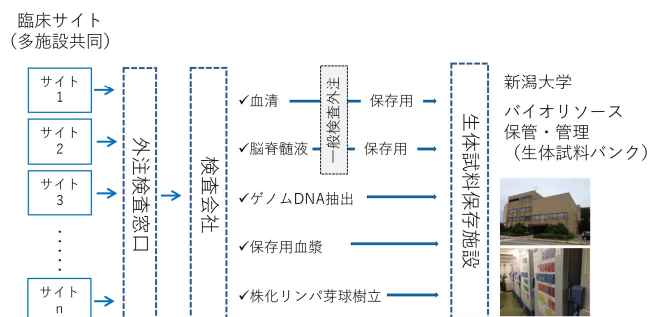 臨床サイト
（多施設共同）
サイト
1
サイト
2
サイト
3
・・・・・
サイト
n
外注検査窓口
検査会社
✓血清
一般検査外注
保存用
✓脳脊髄液
保存用
✓ゲノムDNA抽出
✓保存用血漿
✓株化リンパ芽球樹立
生体試料保存施設
新潟大学
バイオリソース
保管・管理
（生体試料バンク）